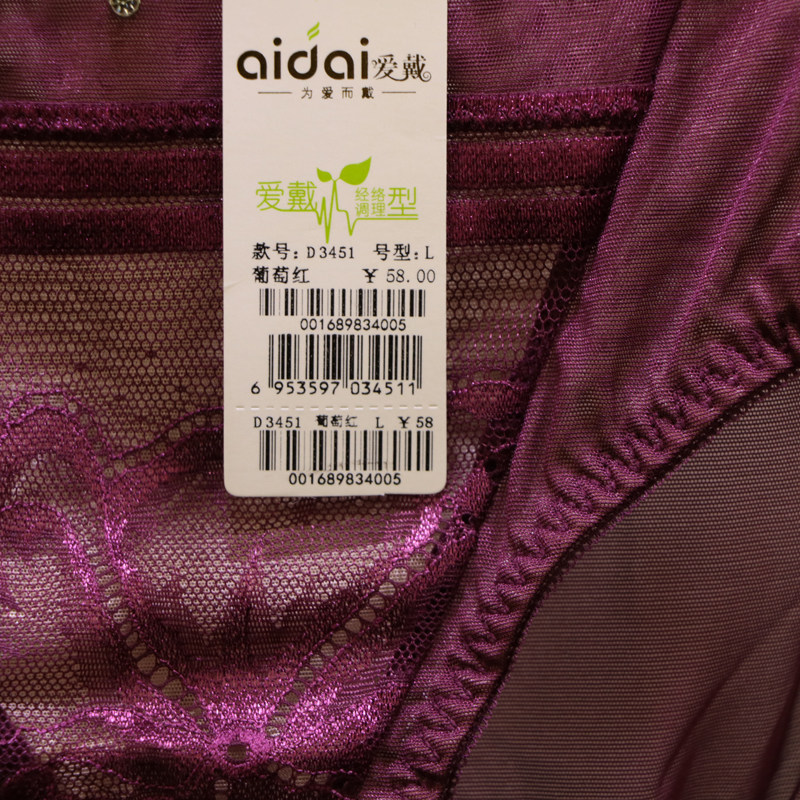 aidai爱戴
为爱而戴
爱戴 经络调理型
款号: D3451 号型: L
葡萄红 ¥ 58.00
001689834005
6 953597 034511
D3451 葡萄红 L ¥ 58
001689834005